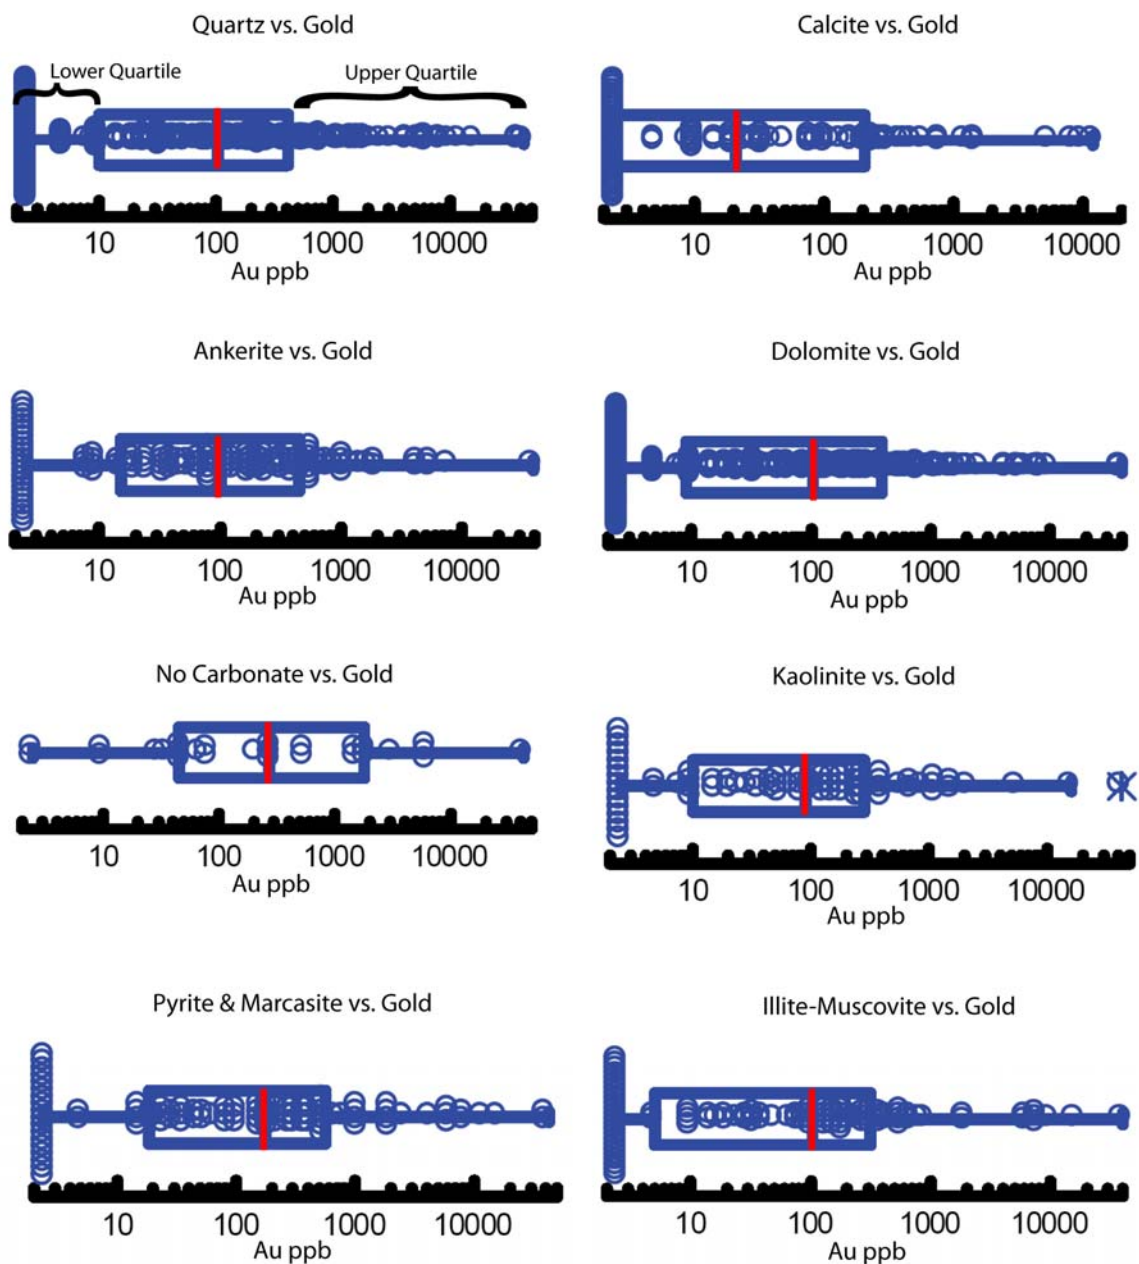 Quartz vs. Gold
Lower Quartile
Upper Quartile
10 100 1000 10000
Au ppb
Calcite vs. Gold
10 100 1000 10000
Au ppb
Ankerite vs. Gold
10 100 1000 10000
Au ppb
Dolomite vs. Gold
10 100 1000 10000
Au ppb
No Carbonate vs. Gold
10 100 1000 10000
Au ppb
Kaolinite vs. Gold
10 100 1000 10000
Au ppb
Pyrite & Marcasite vs. Gold
10 100 1000 10000
Au ppb
Illite-Muscovite vs. Gold
10 100 1000 10000
Au ppb